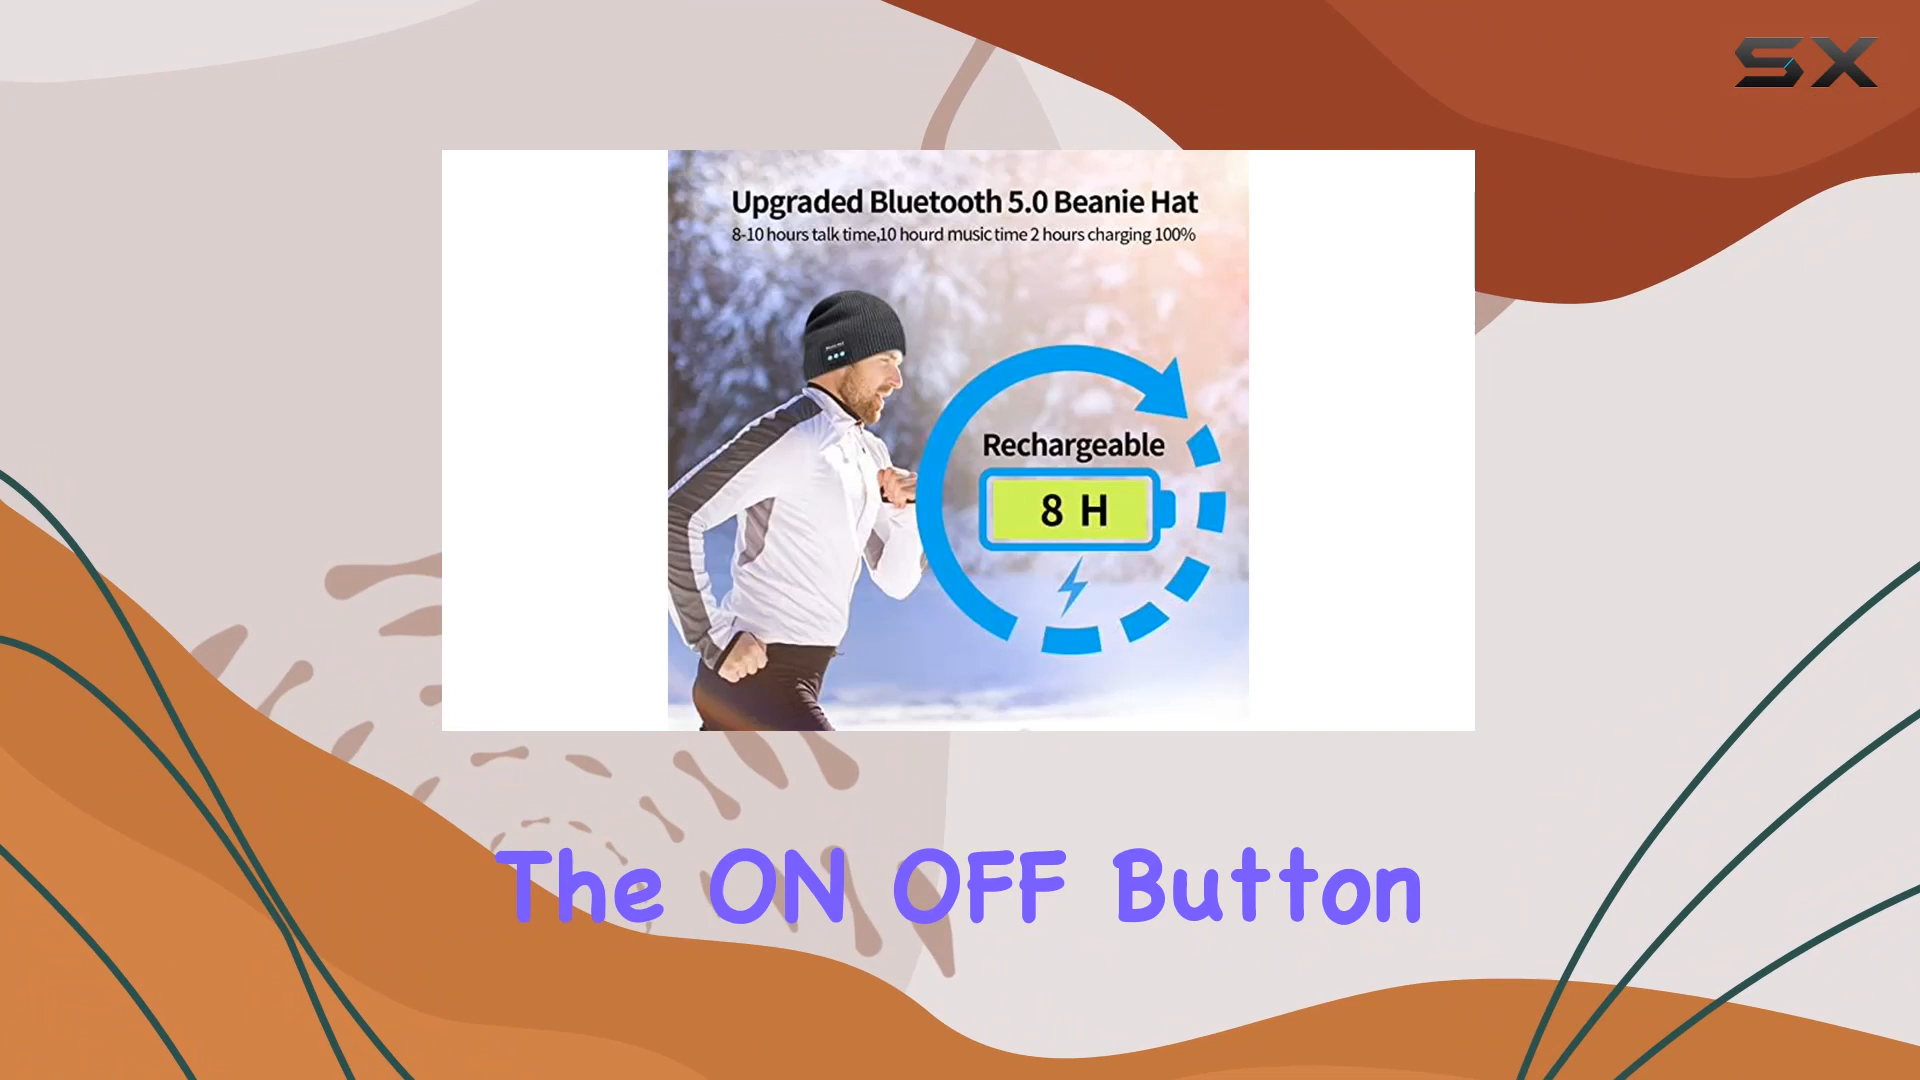 SX
Upgraded Bluetooth 5.0 Beanie Hat
8-10 hours talk time,10 hourd music time 2 hours charging 100%
Rechargeable
8 H
The ON OFF Button